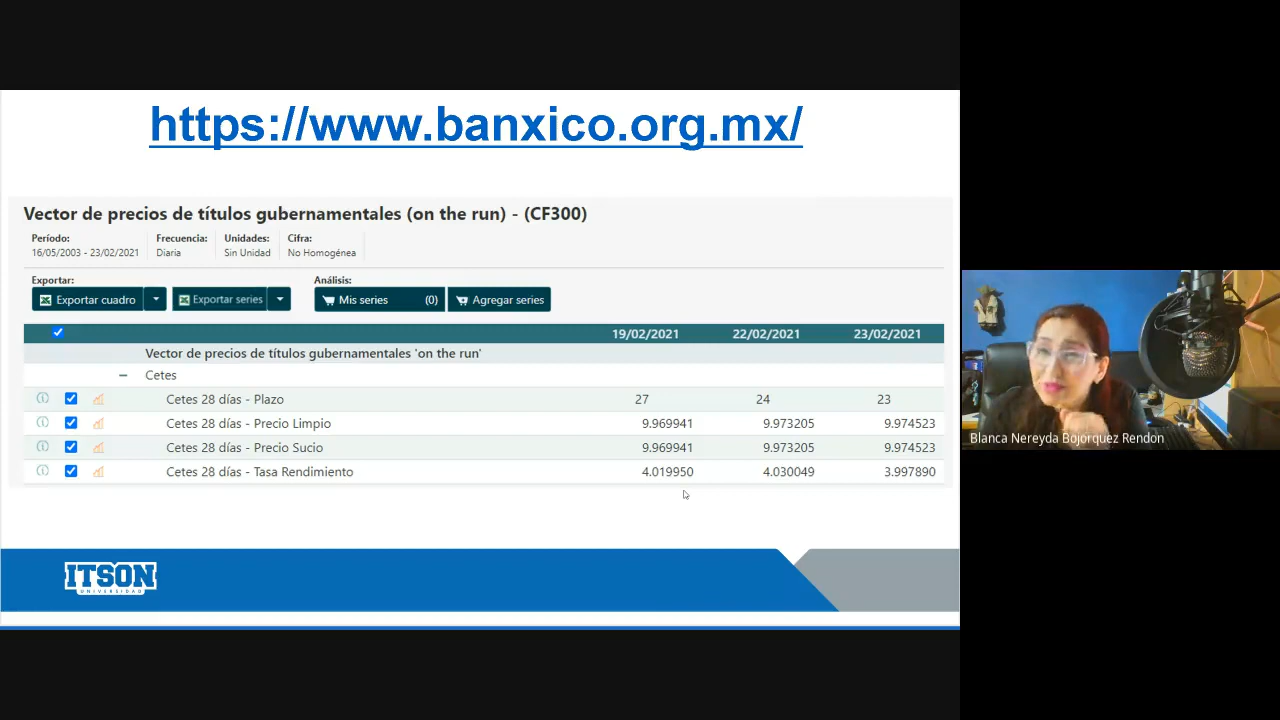 https://www.banxico.org.mx/
Vector de precios de títulos gubernamentales (on the run) - (CF300)
Período: Frecuencia: Unidades: Cifra:
16/05/2003 - 23/02/2021 Diaria Sin Unidad No Homogénea
Exportar: Análisis:
Exportar cuadro Exportar series Mis series (0) Agregar series
19/02/2021 22/02/2021 23/02/2021
Vector de precios de títulos gubernamentales 'on the run'
Cetes
Cetes 28 días - Plazo 27 24 23
Cetes 28 días - Precio Limpio 9.969941 9.973205 9.974523
Cetes 28 días - Precio Sucio 9.969941 9.973205 9.974523
Cetes 28 días - Tasa Rendimiento 4.019950 4.030049 3.997890
Blanca Nereyda Bojorquez Rendon
ITSON
UNIVERSIDAD